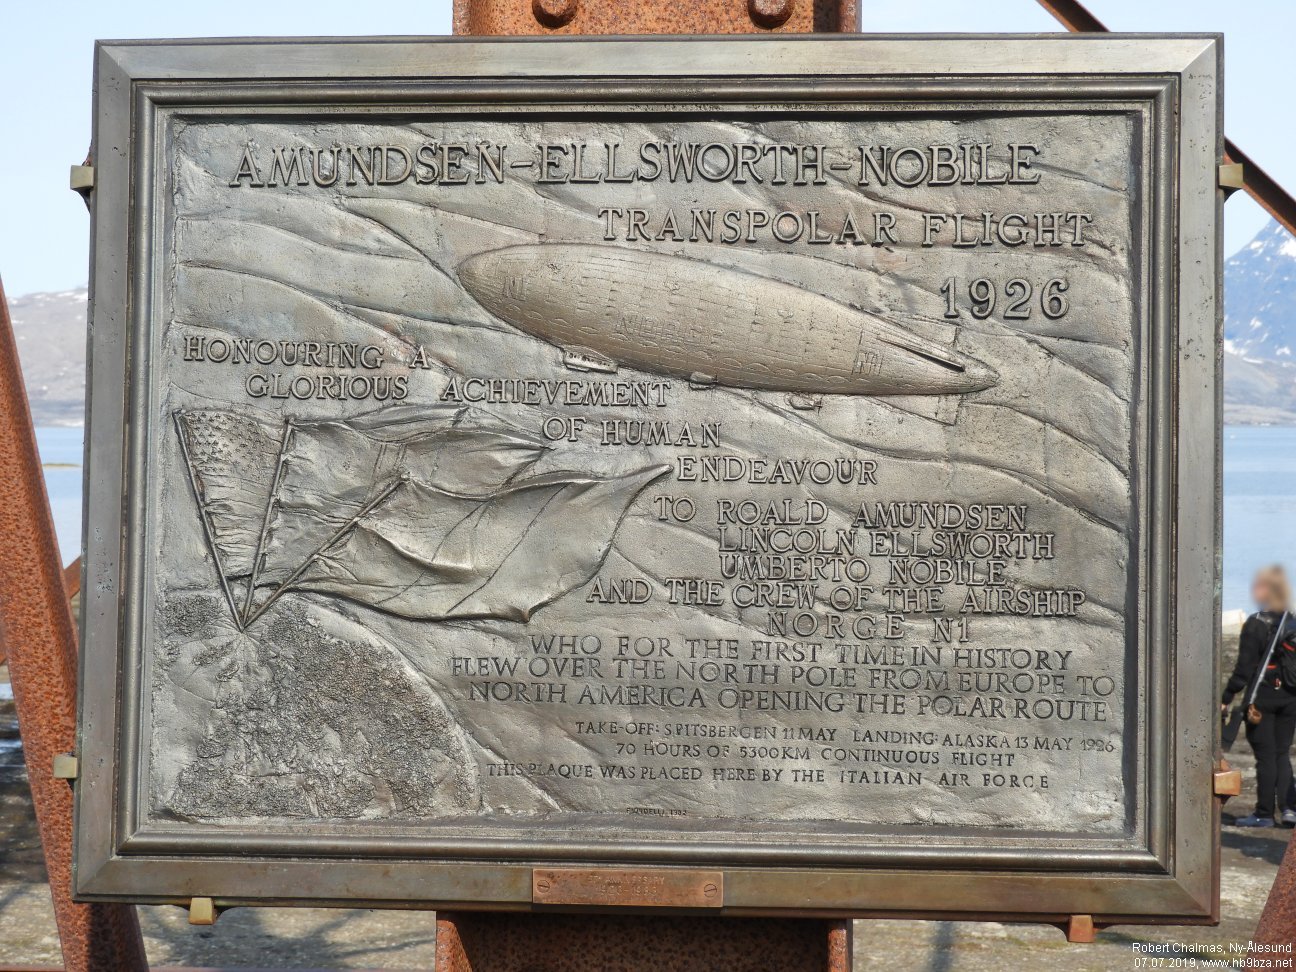 AMUNDSEN-ELLSWORTH-NOBILE
TRANSPOLAR FLIGHT
1926
HONOURING A
GLORIOUS ACHIEVEMENT
OF HUMAN
ENDEAVOUR
TO ROALD AMUNDSEN
LINCOLN ELLSWORTH
UMBERTO NOBILE
AND THE CREW OF THE AIRSHIP
NORGE N1
WHO FOR THE FIRST TIME IN HISTORY
FLEW OVER THE NORTH POLE FROM EUROPE TO
NORTH AMERICA OPENING THE POLAR ROUTE
TAKE-OFF: SPITSBERGEN 11 MAY LANDING: ALASKA 13 MAY 1926
70 HOURS OF 5300 KM CONTINUOUS FLIGHT
THIS PLAQUE WAS PLACED HERE BY THE ITALIAN AIR FORCE
Robert Chalmas, Ny-Ålesund
07.07.2019, www.hb9bza.net